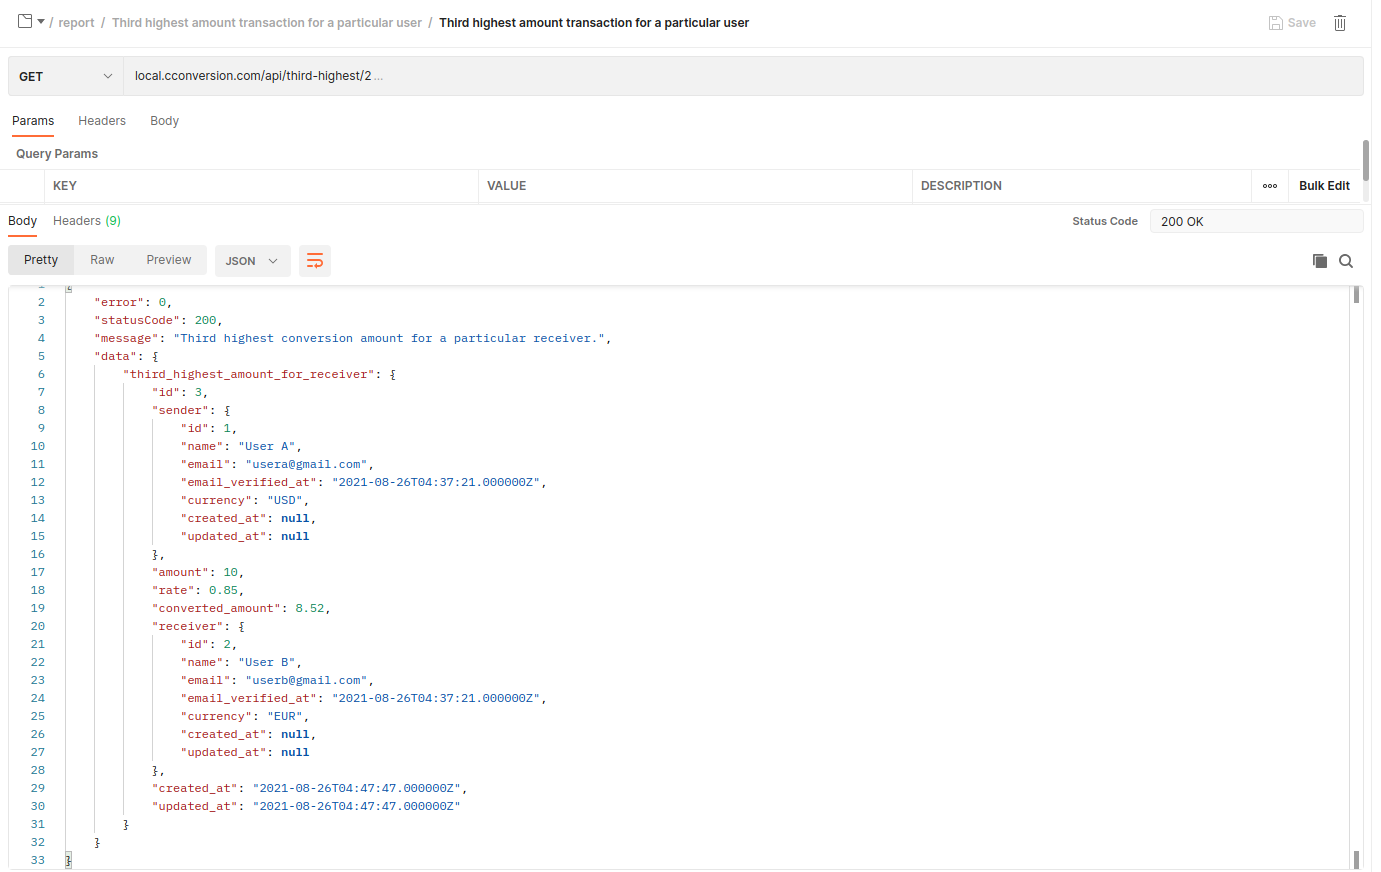 / report / Third highest amount transaction for a particular user / Third highest amount transaction for a particular user Save
GET local.cconversion.com/api/third-highest/2 ...
Params Headers Body
Query Params
KEY VALUE DESCRIPTION ooo Bulk Edit
Body Headers (9) Status Code 200 OK
Pretty Raw Preview JSON
1 {
2 "error": 0,
3 "statusCode": 200,
4 "message": "Third highest conversion amount for a particular receiver.",
5 "data": {
6 "third_highest_amount_for_receiver": {
7 "id": 3,
8 "sender": {
9 "id": 1,
10 "name": "User A",
11 "email": "usera@gmail.com",
12 "email_verified_at": "2021-08-26T04:37:21.000000Z",
13 "currency": "USD",
14 "created_at": null,
15 "updated_at": null
16 },
17 "amount": 10,
18 "rate": 0.85,
19 "converted_amount": 8.52,
20 "receiver": {
21 "id": 2,
22 "name": "User B",
23 "email": "userb@gmail.com",
24 "email_verified_at": "2021-08-26T04:37:21.000000Z",
25 "currency": "EUR",
26 "created_at": null,
27 "updated_at": null
28 },
29 "created_at": "2021-08-26T04:47:47.000000Z",
30 "updated_at": "2021-08-26T04:47:47.000000Z"
31 }
32 }
33 }